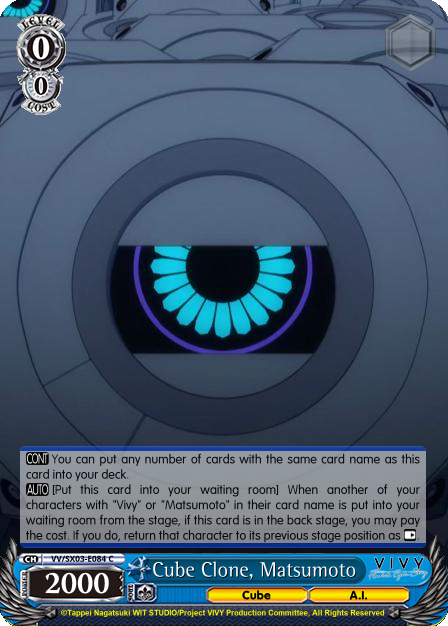 LEVEL
0
0
COST
CONT You can put any number of cards with the same card name as this
card into your deck.
AUTO [Put this card into your waiting room] When another of your
characters with "Vivy" or "Matsumoto" in their card name is put into your
waiting room from the stage, if this card is in the back stage, you may pay
the cost. If you do, return that character to its previous stage position as
CH VV/SX03-E084 C
POWER 2000 SOUL
Cube Clone, Matsumoto
VIVY
Cube A.I.
©Tappei Nagatsuki WIT STUDIO/Project VIVY Production Committee, All Rights Reserved